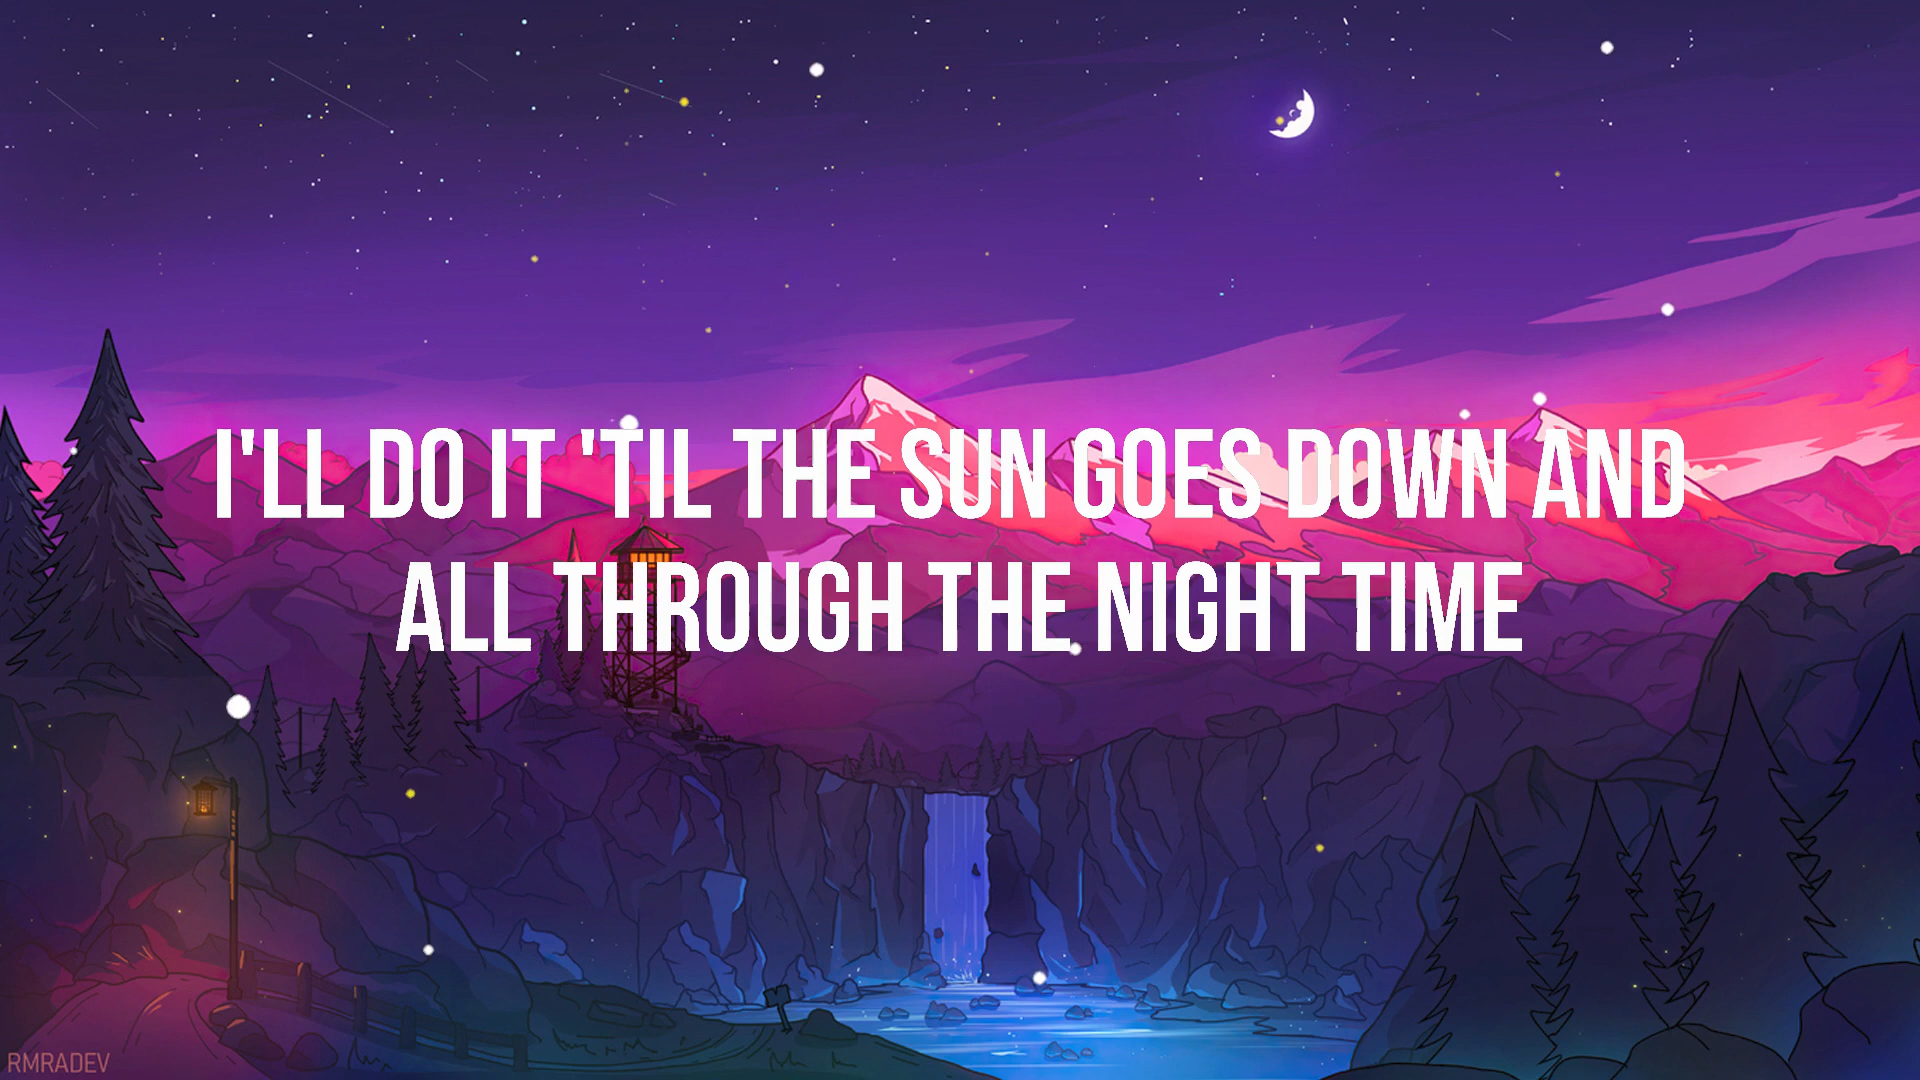 I'LL DO IT 'TIL THE SUN GOES DOWN AND
ALL THROUGH THE NIGHT TIME
RMRADEV